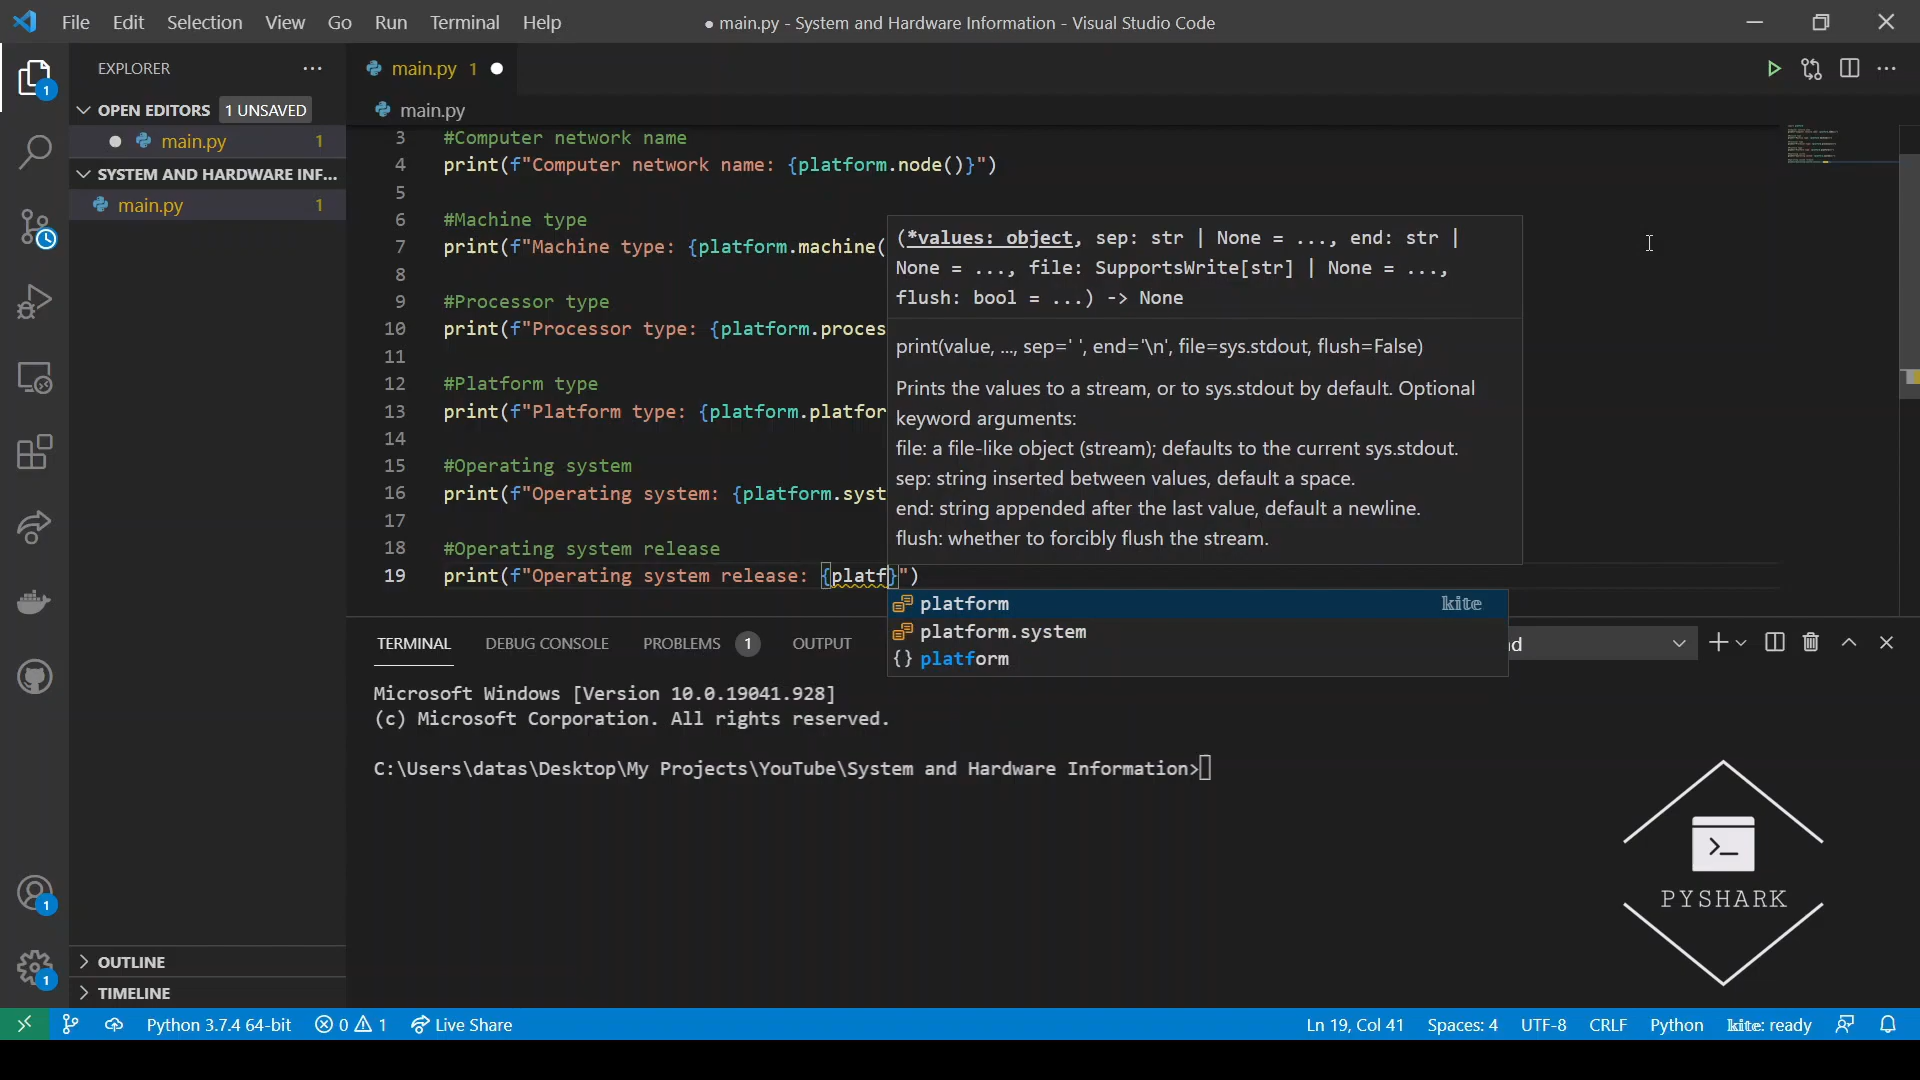 File Edit Selection View Go Run Terminal Help ● main.py - System and Hardware Information - Visual Studio Code
EXPLORER
main.py 1
OPEN EDITORS 1 UNSAVED
main.py
main.py 1
SYSTEM AND HARDWARE INF...
main.py 1
3 #Computer network name
4 print(f"Computer network name: {platform.node()}")
5
6 #Machine type
7 print(f"Machine type: {platform.machine(
8
9 #Processor type
10 print(f"Processor type: {platform.proces
11
12 #Platform type
13 print(f"Platform type: {platform.platfor
14
15 #Operating system
16 print(f"Operating system: {platform.syst
17
18 #Operating system release
19 print(f"Operating system release: {platf}")
(*values: object, sep: str | None = ..., end: str |
None = ..., file: SupportsWrite[str] | None = ...,
flush: bool = ...) -> None
print(value, ..., sep=' ', end='\n', file=sys.stdout, flush=False)
Prints the values to a stream, or to sys.stdout by default. Optional
keyword arguments:
file: a file-like object (stream); defaults to the current sys.stdout.
sep: string inserted between values, default a space.
end: string appended after the last value, default a newline.
flush: whether to forcibly flush the stream.
platform kite
platform.system
{} platform
TERMINAL DEBUG CONSOLE PROBLEMS 1 OUTPUT
Microsoft Windows [Version 10.0.19041.928]
(c) Microsoft Corporation. All rights reserved.
C:\Users\datas\Desktop\My Projects\YouTube\System and Hardware Information>
>_
PYSHARK
1
1
1
OUTLINE
TIMELINE
Python 3.7.4 64-bit 0 1 Live Share Ln 19, Col 41 Spaces: 4 UTF-8 CRLF Python kite: ready